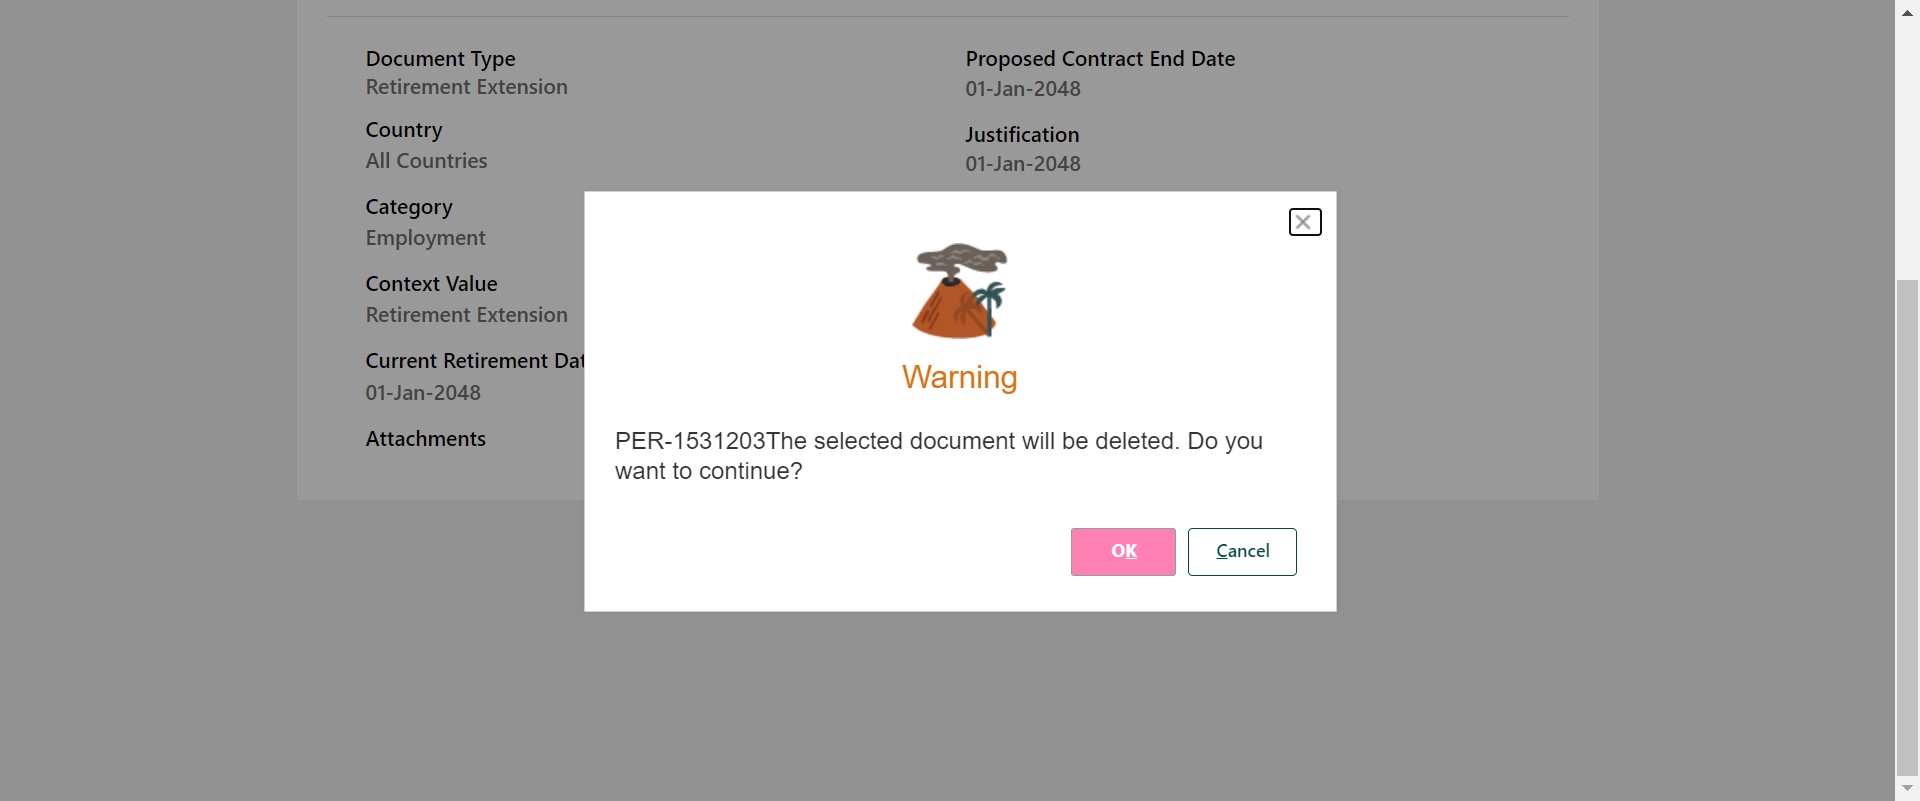 Document Type
Retirement Extension
Country
All Countries
Category
Employment
Context Value
Retirement Extension
Current Retirement Dat
01-Jan-2048
Attachments
Proposed Contract End Date
01-Jan-2048
Justification
01-Jan-2048
Warning
PER-1531203The selected document will be deleted. Do you
want to continue?
OK
Cancel